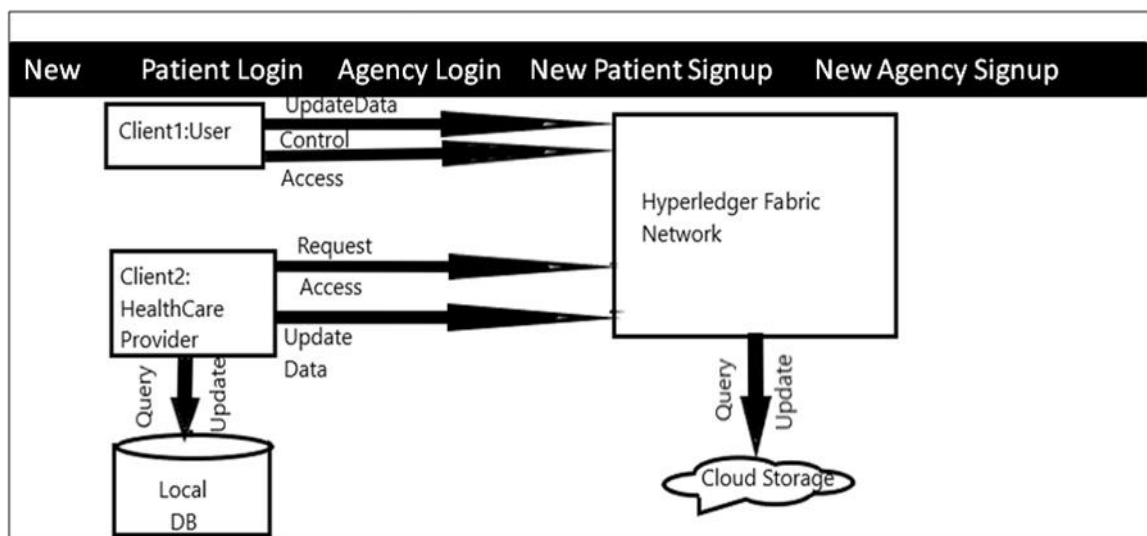 New Patient Login Agency Login New Patient Signup New Agency Signup
UpdateData
Client1:User
Control
Access
Hyperledger Fabric
Network
Request
Client2:
HealthCare
Provider
Access
Update
Data
Query
Update
Query
Update
Cloud Storage
Local
DB